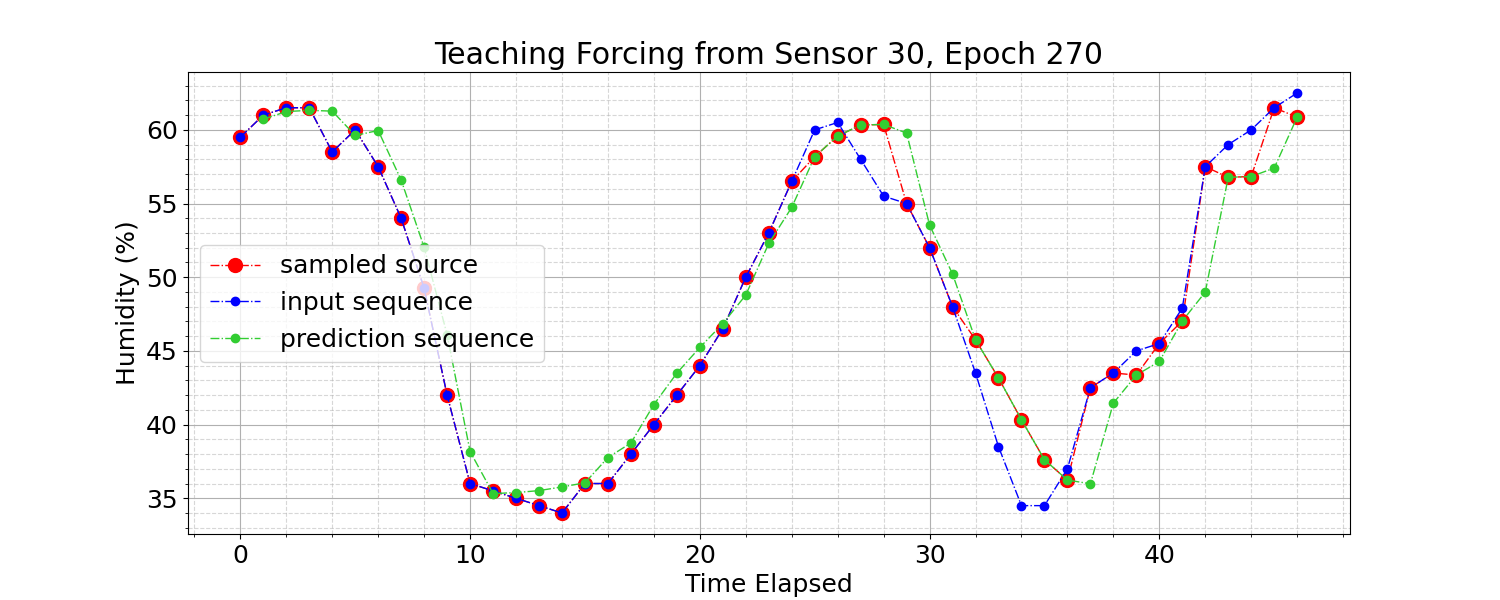 Teaching Forcing from Sensor 30, Epoch 270
Humidity (%)
60
55
50
45
40
35
sampled source
input sequence
prediction sequence
0 10 20 30 40
Time Elapsed